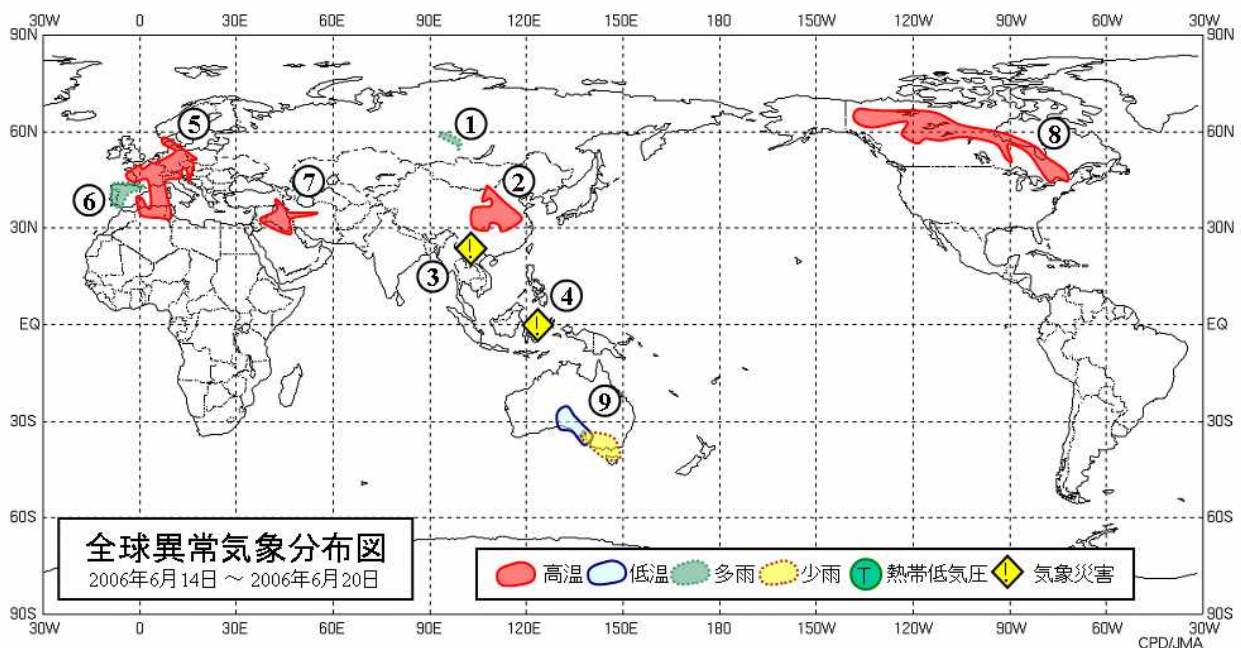 30W 0 30E 60E 90E 120E 150E 180 150W 120W 90W 60W 30W
90N 90N
60N 60N
30N 30N
EQ EQ
30S 30S
60S 60S
90S 90S
① ② ③ ④ ⑤ ⑥ ⑦ ⑧ ⑨
全球異常気象分布図
2006年6月14日 ～ 2006年6月20日
高温 低温 多雨 少雨 T 熱帯低気圧 ! 気象災害
30W 0 30E 60E 90E 120E 150E 180 150W 120W 90W 60W 30W
CPD/JMA